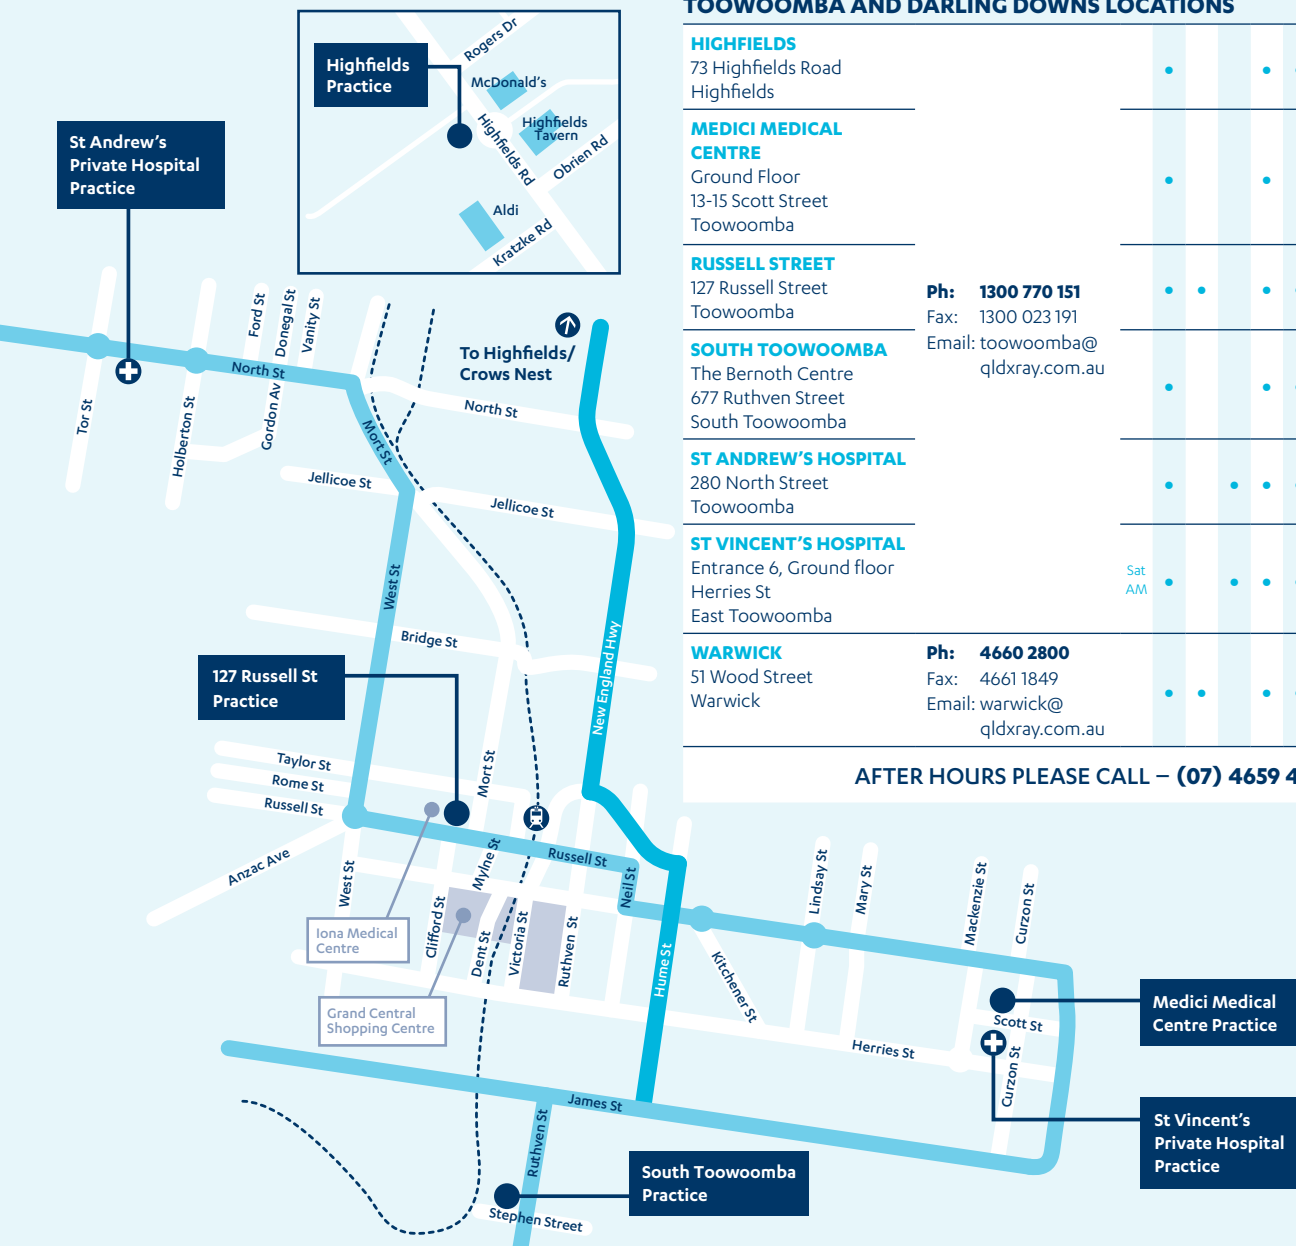 TOOWOOMBA AND DARLING DOWNS LOCATIONS
HIGHFIELDS
73 Highfields Road
Highfields
MEDICI MEDICAL
CENTRE
Ground Floor
13-15 Scott Street
Toowoomba
RUSSELL STREET
127 Russell Street
Toowoomba
SOUTH TOOWOOMBA
The Bernoth Centre
677 Ruthven Street
South Toowoomba
ST ANDREW'S HOSPITAL
280 North Street
Toowoomba
ST VINCENT'S HOSPITAL
Entrance 6, Ground floor
Herries St
East Toowoomba
Ph: 1300 770 151
Fax: 1300 023 191
Email: toowoomba@
qldxray.com.au
Sat
AM
WARWICK
51 Wood Street
Warwick
Ph: 4660 2800
Fax: 4661 1849
Email: warwick@
qldxray.com.au
AFTER HOURS PLEASE CALL – (07) 4659 4
Highfields
Practice
Rogers Dr
McDonald's
Highfields
Tavern
Highfields Rd
Obrien Rd
Aldi
Kratzke Rd
St Andrew's
Private Hospital
Practice
Ford St
Donegal St
Vanity St
To Highfields/
Crows Nest
North St
North St
Tor St
Holberton St
Gordon Av
Mort St
Jellicoe St
Jellicoe St
West St
Bridge St
New England Hwy
127 Russell St
Practice
Taylor St
Rome St
Russell St
Mort St
Anzac Ave
West St
Mylne St
Russell St
Neil St
Iona Medical
Centre
Clifford St
Dent St
Victoria St
Ruthven St
Hume St
Kitchener St
Lindsay St
Mary St
Mackenzie St
Curzon St
Grand Central
Shopping Centre
Medici Medical
Centre Practice
Scott St
Herries St
Curzon St
James St
Ruthven St
St Vincent's
Private Hospital
Practice
South Toowoomba
Practice
Stephen Street